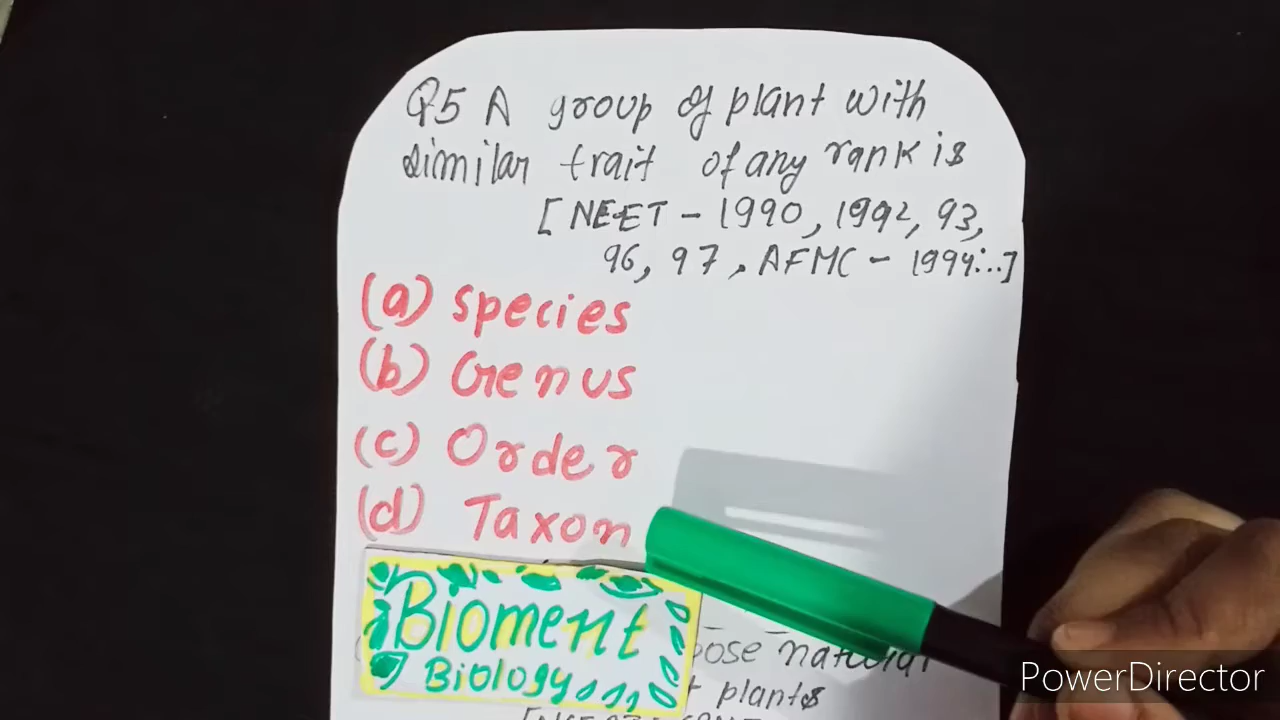 Q5 A group of plant with
similar trait of any rank is
[NEET - 1990, 1992, 93,
96, 97, AFMC - 1994...]
(a) Species
(b) Genus
(c) Order
(d) Taxon
Bioment
Biology
natural
plants
PowerDirector